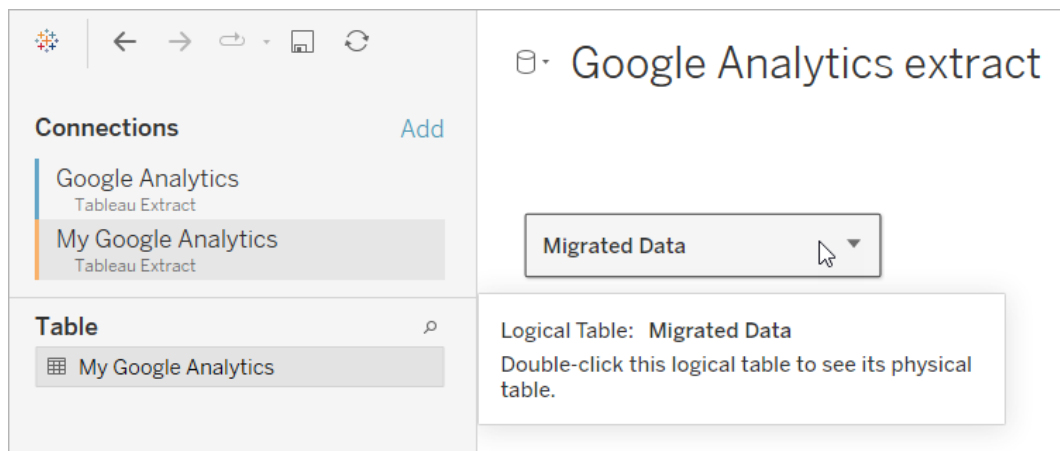 Connections
Add
Google Analytics
Tableau Extract
My Google Analytics
Tableau Extract
Table
My Google Analytics
Google Analytics extract
Migrated Data
Logical Table: Migrated Data
Double-click this logical table to see its physical
table.